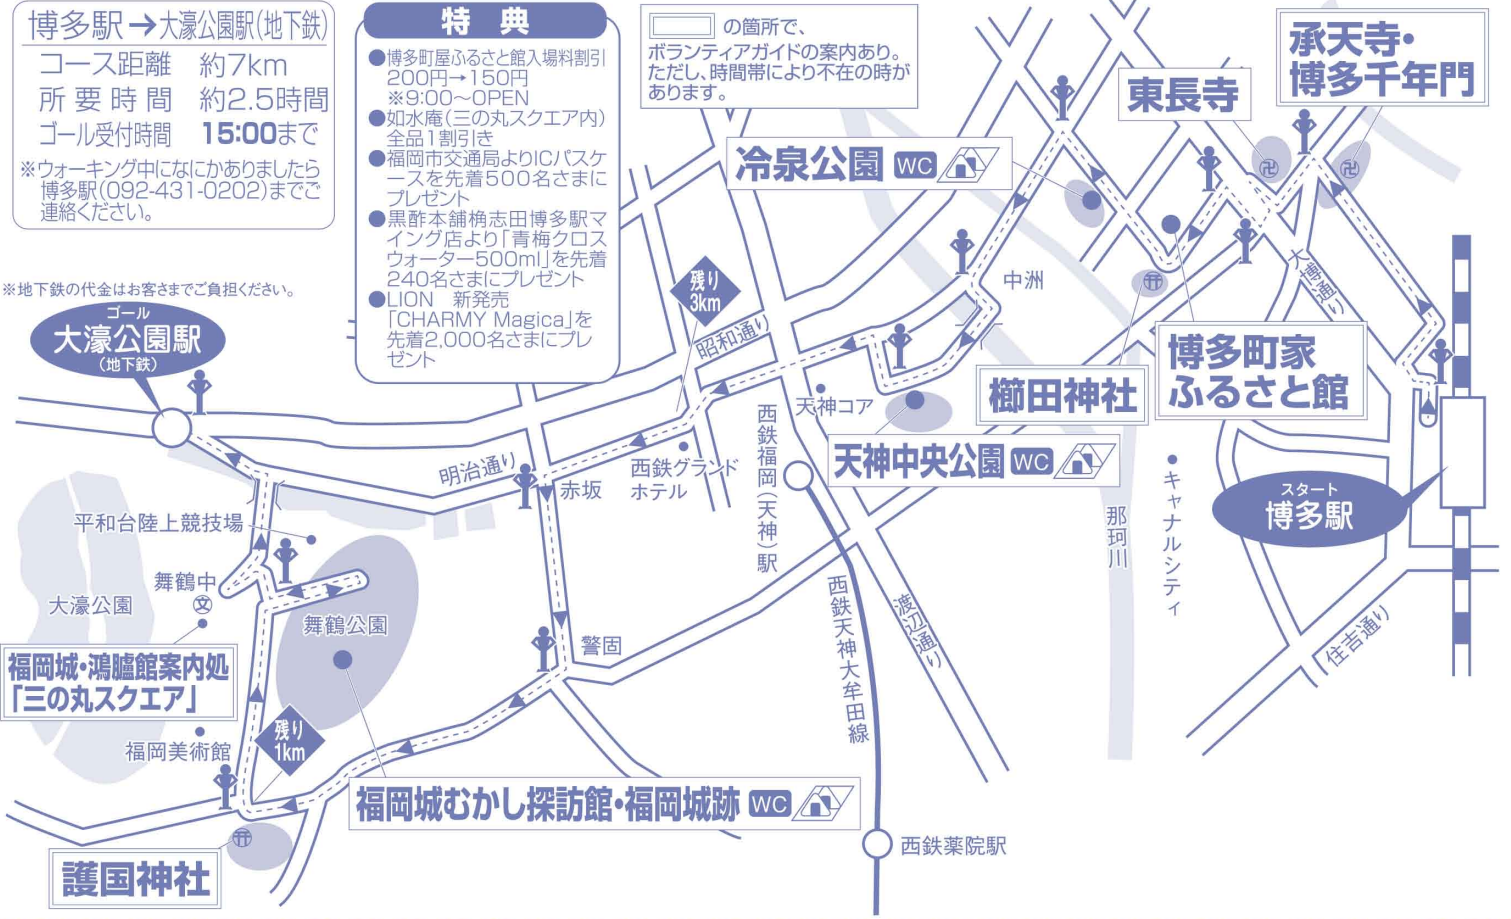 博多駅→大濠公園駅(地下鉄)
コース距離 約7km
所要時間 約2.5時間
ゴール受付時間 15:00まで
※ウォーキング中になにかありましたら
博多駅(092-431-0202)までご
連絡ください。
※地下鉄の代金はお客さまでご負担ください。
特典
●博多町屋ふるさと館入場料割引
200円→150円
※9:00〜OPEN
●如水庵(三の丸スクエア内)
全品1割引き
●福岡市交通局よりICパスケ
ースを先着500名さまに
プレゼント
●黒酢本舗桷志田博多駅マ
イング店より「青梅クロス
ウォーター500ml」を先着
240名さまにプレゼント
●LION 新発売
「CHARMY Magica」を
先着2,000名さまにプレ
ゼント
の箇所で、
ボランティアガイドの案内あり。
ただし、時間帯により不在の時が
あります。
承天寺・
博多千年門
東長寺
冷泉公園 WC
中洲
大博通り
残り
3km
昭和通り
櫛田神社
博多町家
ふるさと館
ゴール
大濠公園駅
(地下鉄)
天神コア
天神中央公園 WC
西鉄福岡(天神)駅
西鉄グランド
ホテル
明治通り
赤坂
スタート
博多駅
キャナルシティ
那珂川
平和台陸上競技場
舞鶴中
文
大濠公園
舞鶴公園
警固
西鉄天神大牟田線
渡辺通り
住吉通り
福岡城・鴻臚館案内処
「三の丸スクエア」
福岡美術館
残り
1km
福岡城むかし探訪館・福岡城跡 WC
西鉄薬院駅
護国神社